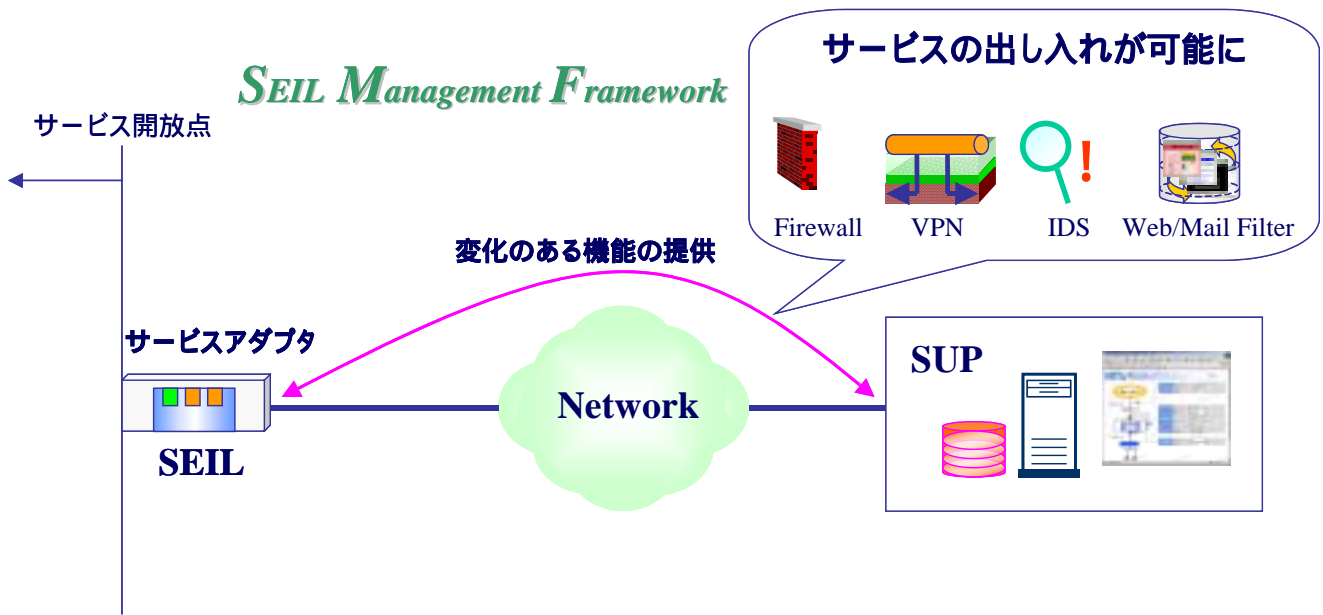 サービスの出し入れが可能に
SEIL Management Framework
サービス開放点
Firewall
VPN
IDS
Web/Mail Filter
変化のある機能の提供
サービスアダプタ
SUP
Network
SEIL